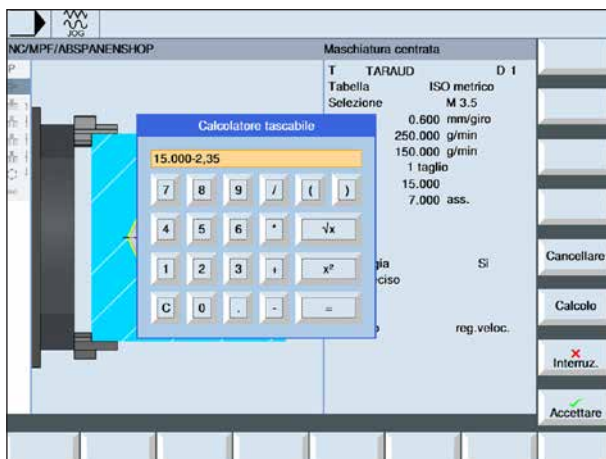 JOG
NC/MPF/ABSPANENSHOP
Maschiatura centrata
P
T TARAUD D 1
Tabella ISO metrico
Selezione M 3.5
0.600 mm/giro
250.000 g/min
150.000 g/min
1 taglio
15.000
7.000 ass.
Calcolatore tascabile
15.000-2,35
7 8 9 / ( )
4 5 6 * √x
1 2 3 + x²
C 0 . - =
gia Si
ciso
reg.veloc.
Cancellare
Calcolo
Interruz.
Accettare